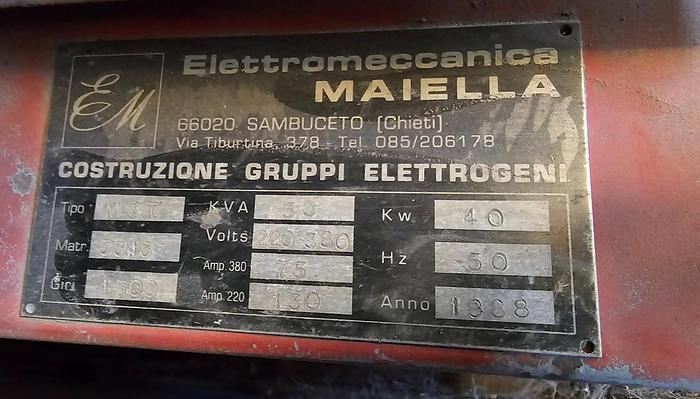 EM
Elettromeccanica
MAIELLA
66020 SAMBUCETO (Chieti)
Via Tiburtina, 378 - Tel. 085/206178
COSTRUZIONE GRUPPI ELETTROGENI
Tipo KVA 50 Kw 40
Matr. Volts 220-380 Hz 50
Giri 1500 Amp. 380 75
Amp. 220 130 Anno 1988